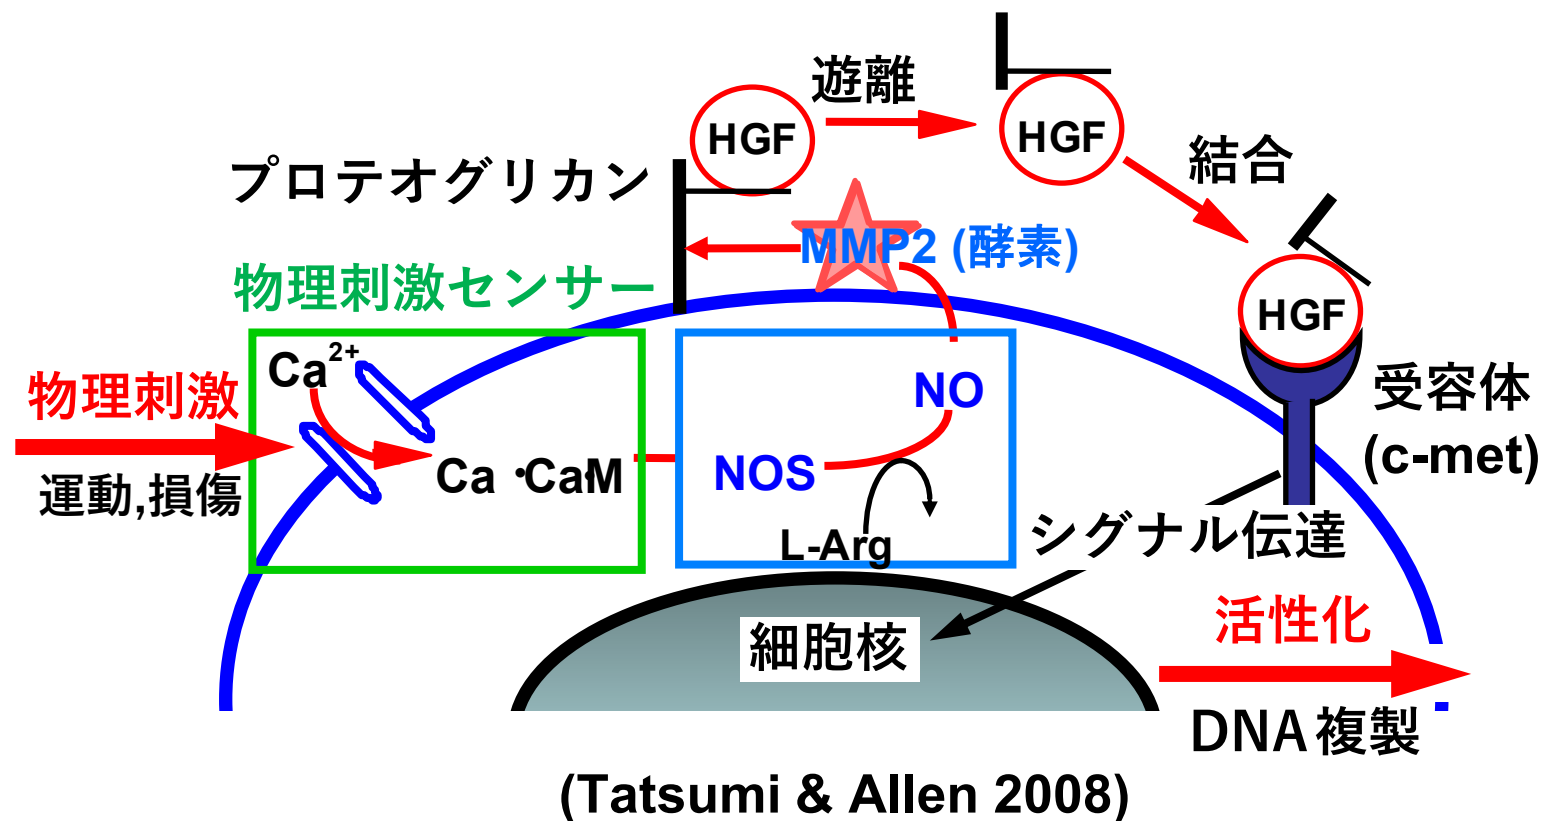 遊離
HGF
HGF
結合
プロテオグリカン
MMP2 (酵素)
物理刺激センサー
HGF
Ca2+
物理刺激
NO
受容体
(c-met)
運動,損傷
Ca・CaM
NOS
L-Arg
シグナル伝達
活性化
細胞核
DNA複製
(Tatsumi & Allen 2008)